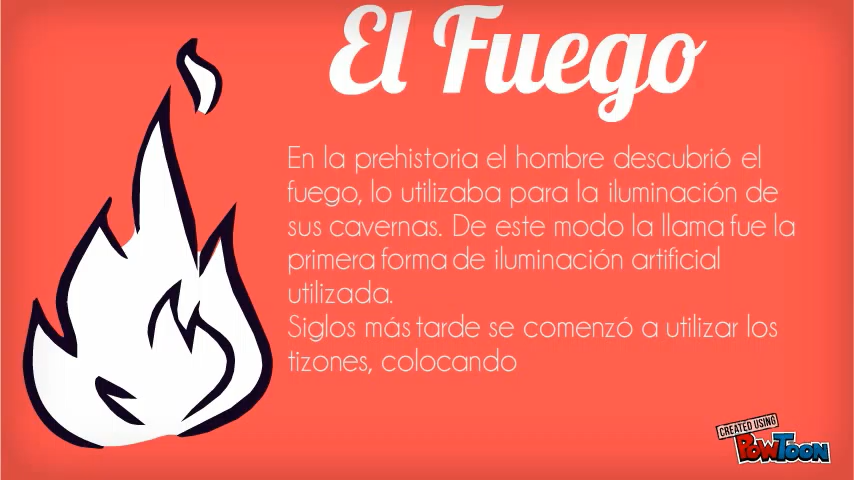 El Fuego
En la prehistoria el hombre descubrió el
fuego, lo utilizaba para la iluminación de
sus cavernas. De este modo la llama fue la
primera forma de iluminación artificial
utilizada.
Siglos más tarde se comenzó a utilizar los
tizones, colocando
CREATED USING
POWTOON